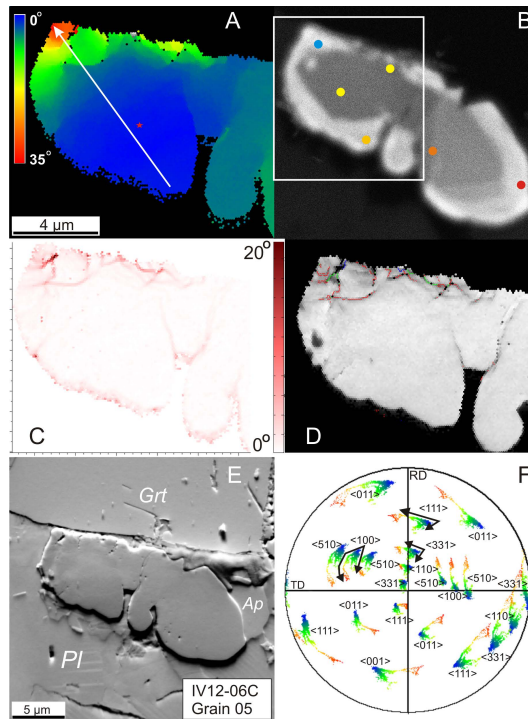 0° A
35°
4 µm
B
20°
C 0°
D
E
Grt
Ap
Pl
IV12-06C
Grain 05
5 µm
F
RD
<011> <111>
<011>
<100>
<510> <331>
<510> <110> <510> <510>
TD <331> <100>
<011> <111> <110>
<111> <011> <331>
<001> <111>